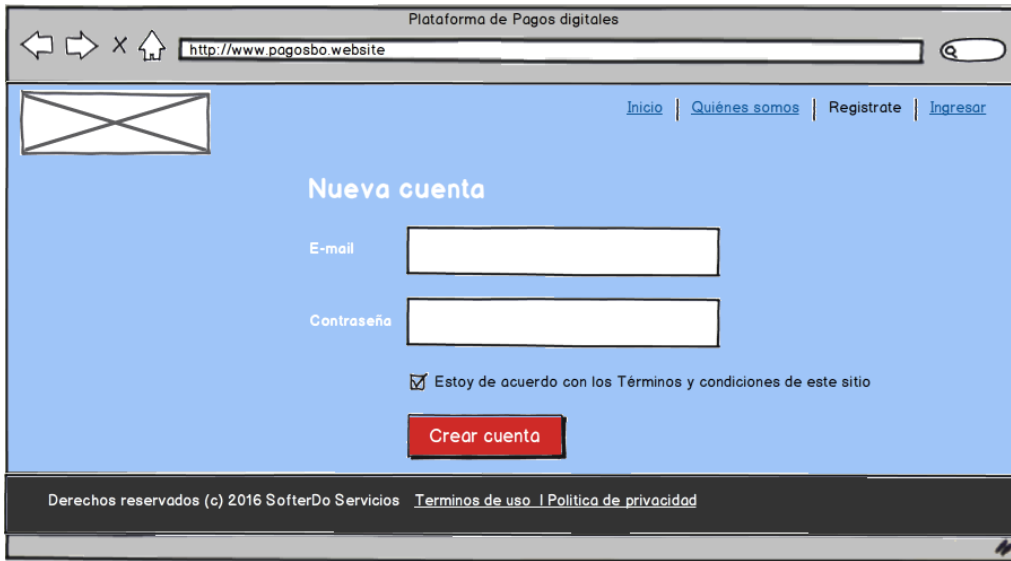 Plataforma de Pagos digitales
http://www.pagosbo.website
Inicio | Quiénes somos | Registrate | Ingresar
Nueva cuenta
E-mail
Contraseña
Estoy de acuerdo con los Términos y condiciones de este sitio
Crear cuenta
Derechos reservados (c) 2016 SofterDo Servicios Terminos de uso | Politica de privacidad